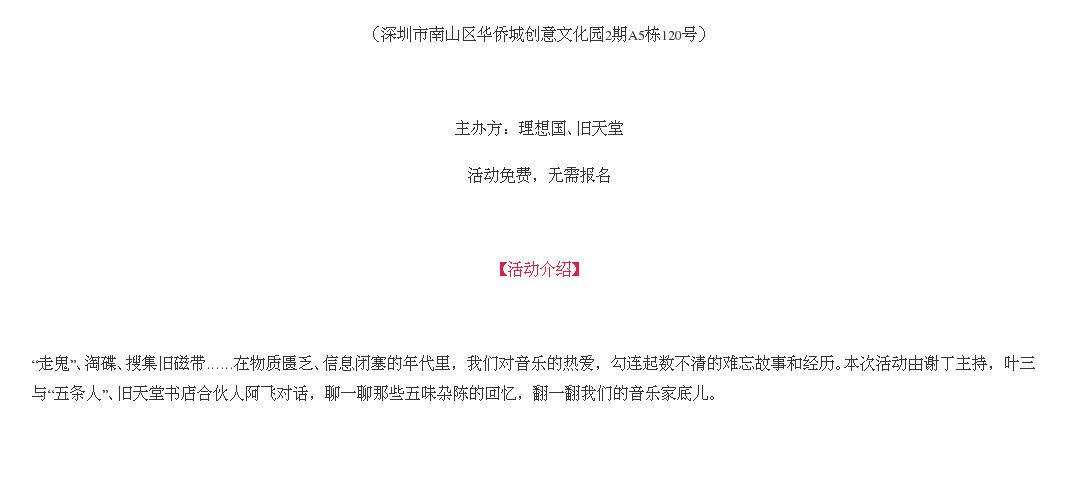 （深圳市南山区华侨城创意文化园2期A5栋120号）
主办方：理想国、旧天堂
活动免费，无需报名
【活动介绍】
“走鬼”、淘碟、搜集旧磁带……在物质匮乏、信息闭塞的年代里，我们对音乐的热爱，勾连起数不清的难忘故事和经历。本次活动由谢丁主持，叶三
与“五条人”、旧天堂书店合伙人阿飞对话，聊一聊那些五味杂陈的回忆，翻一翻我们的音乐家底儿。